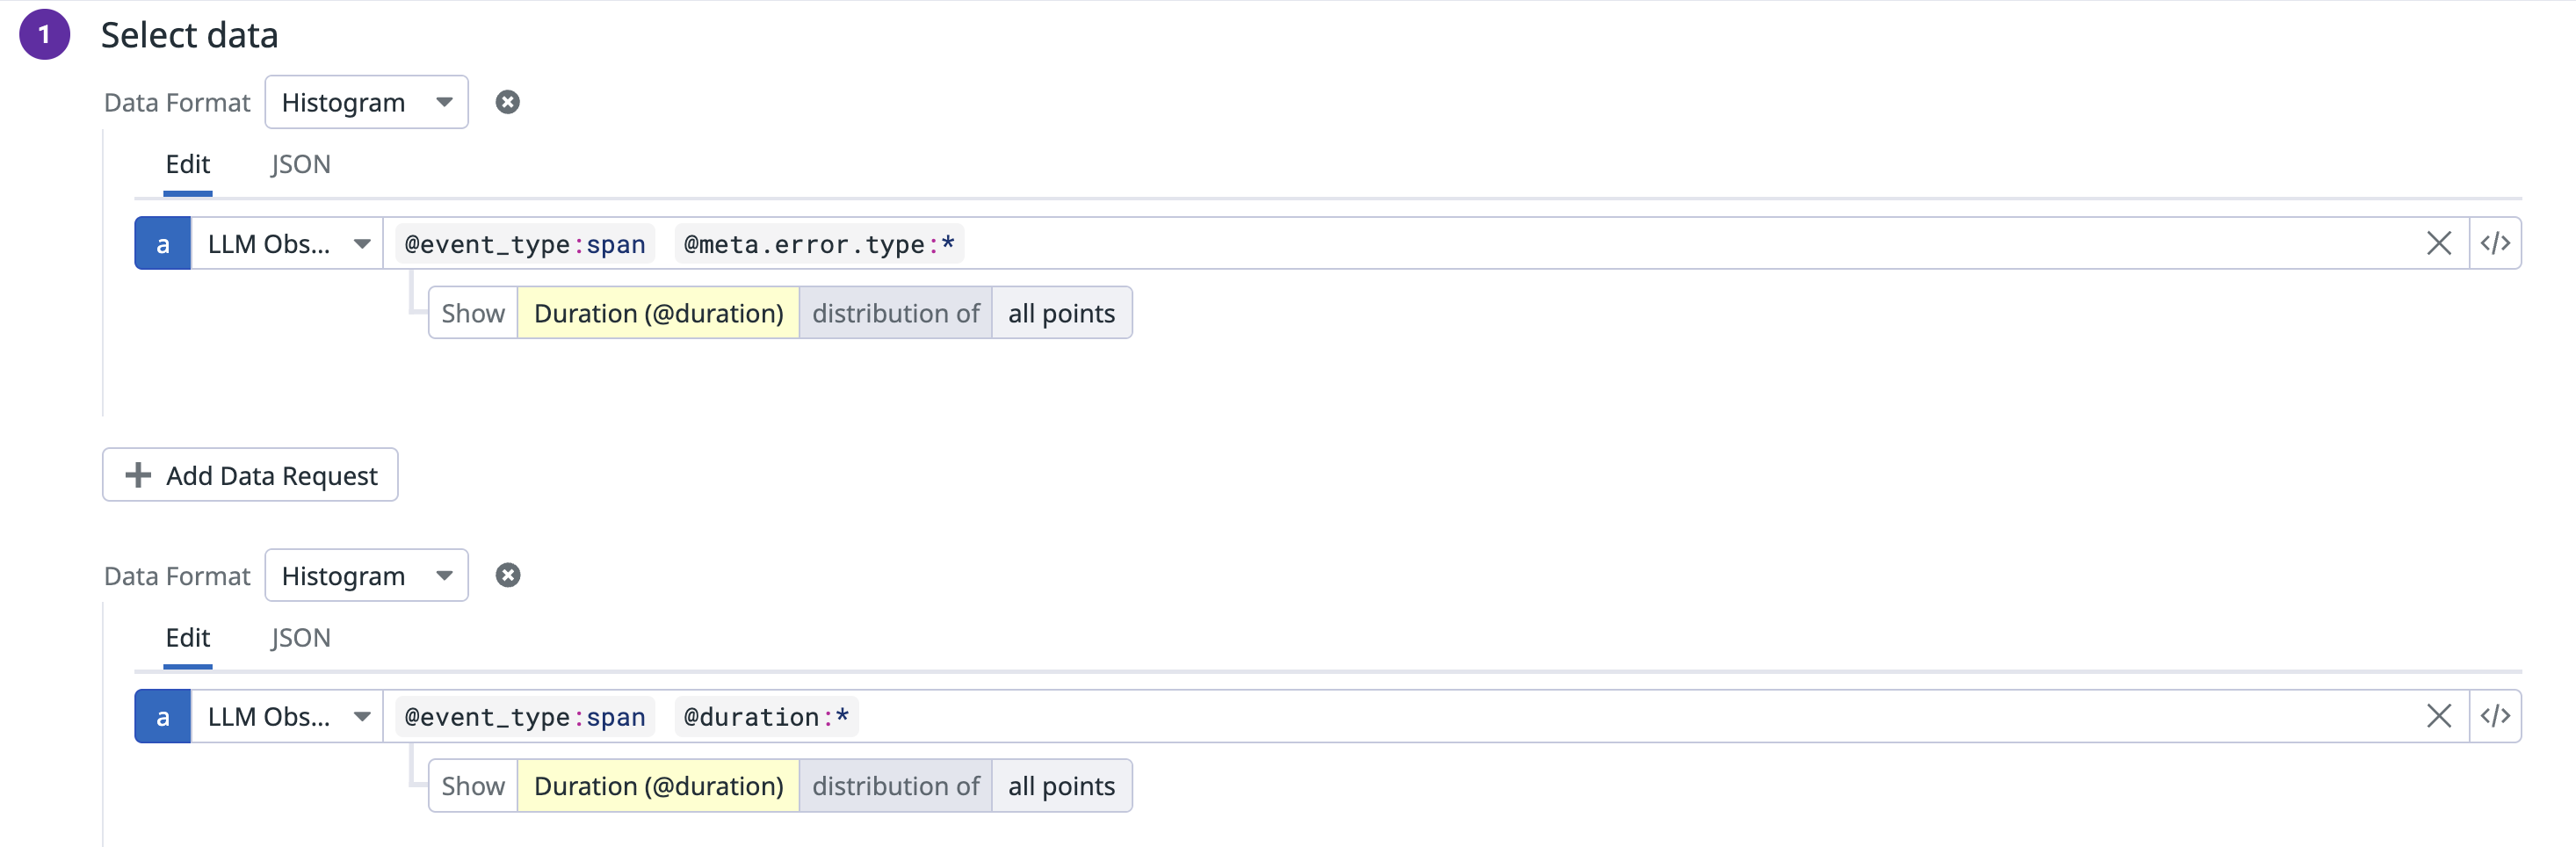 1 Select data
Data Format Histogram
Edit JSON
a LLM Obs... @event_type:span @meta.error.type:* </>
Show Duration (@duration) distribution of all points
+ Add Data Request
Data Format Histogram
Edit JSON
a LLM Obs... @event_type:span @duration:* </>
Show Duration (@duration) distribution of all points